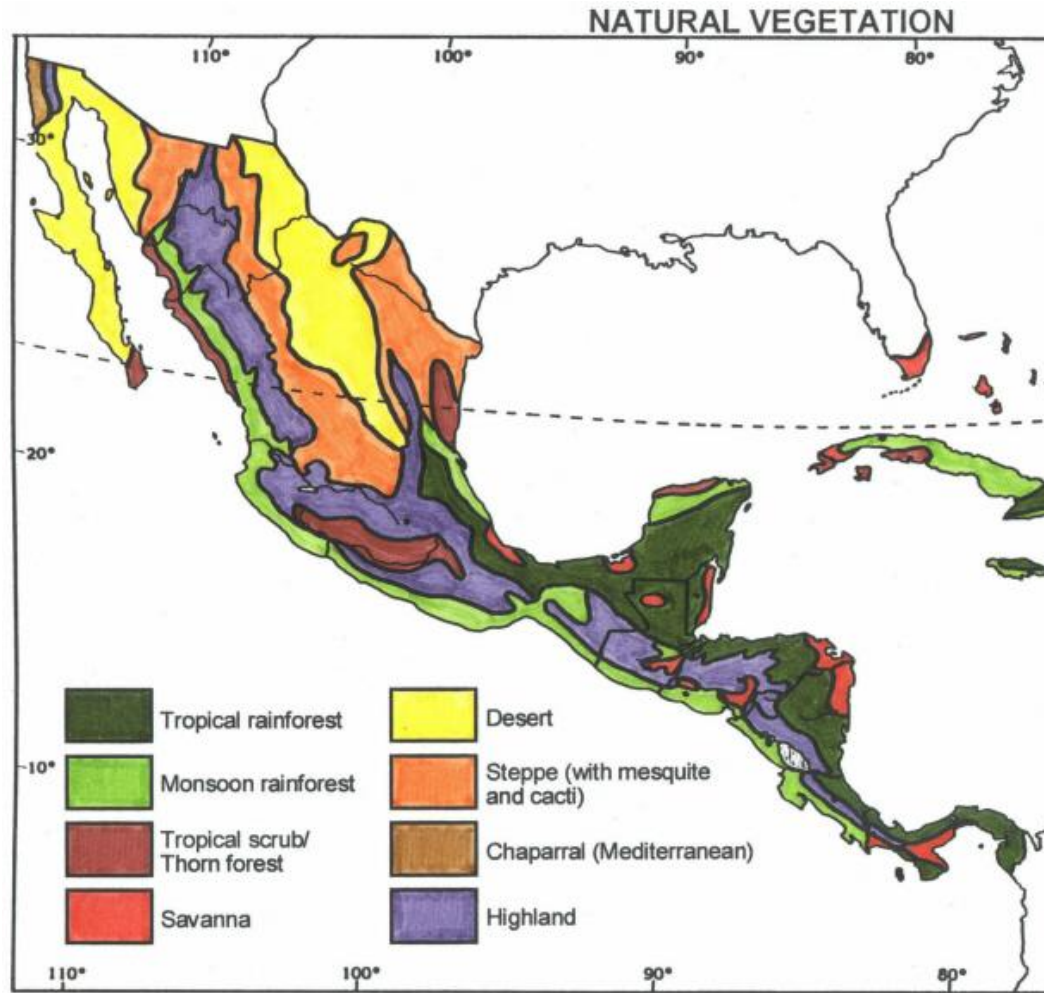 NATURAL VEGETATION
110°
100°
90°
80°
30°
20°
10°
Tropical rainforest
Monsoon rainforest
Tropical scrub/
Thorn forest
Savanna
Desert
Steppe (with mesquite
and cacti)
Chaparral (Mediterranean)
Highland
110°
100°
90°
80°